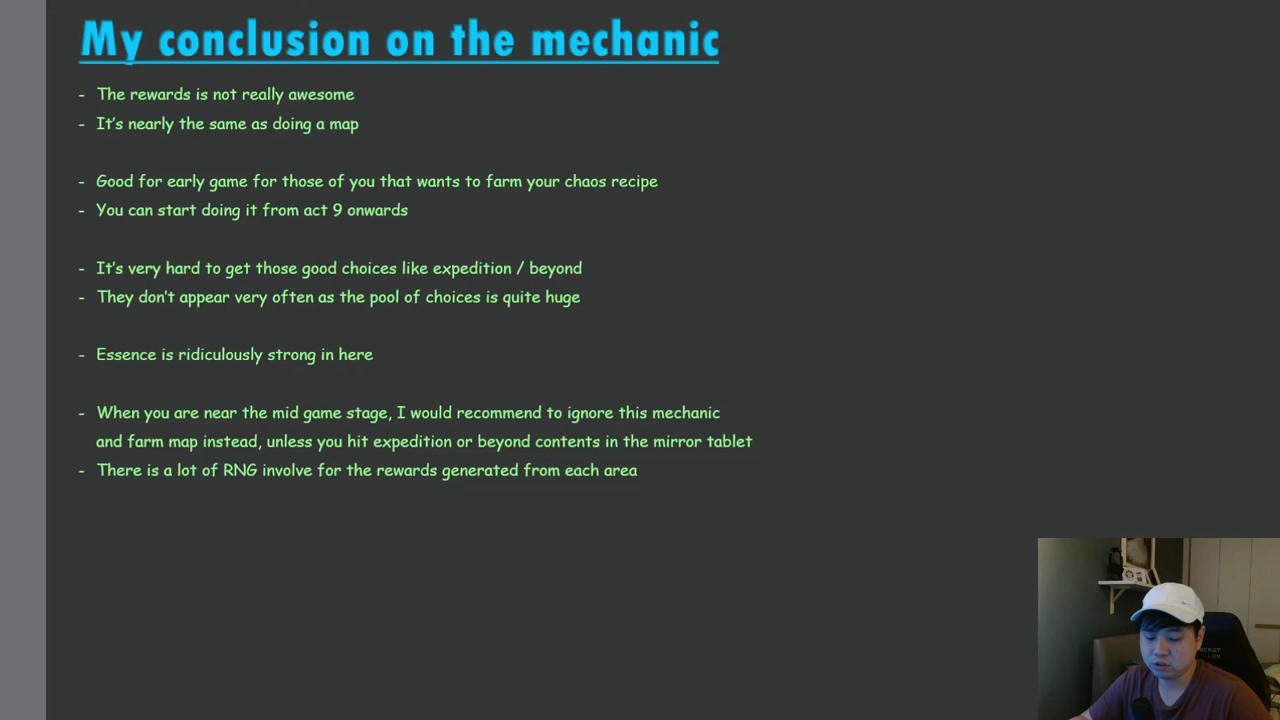 My conclusion on the mechanic
- The rewards is not really awesome
- It's nearly the same as doing a map
- Good for early game for those of you that wants to farm your chaos recipe
- You can start doing it from act 9 onwards
- It's very hard to get those good choices like expedition / beyond
- They don't appear very often as the pool of choices is quite huge
- Essence is ridiculously strong in here
- When you are near the mid game stage, I would recommend to ignore this mechanic
and farm map instead, unless you hit expedition or beyond contents in the mirror tablet
- There is a lot of RNG involve for the rewards generated from each area